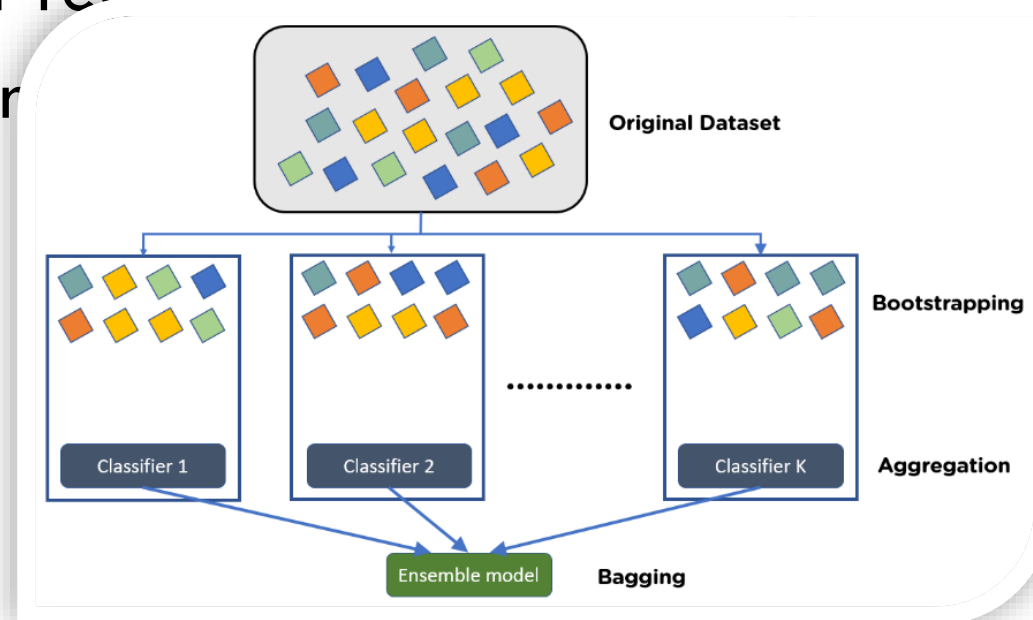 Original Dataset
Bootstrapping
Classifier 1
Classifier 2
.............
Classifier K
Aggregation
Ensemble model
Bagging